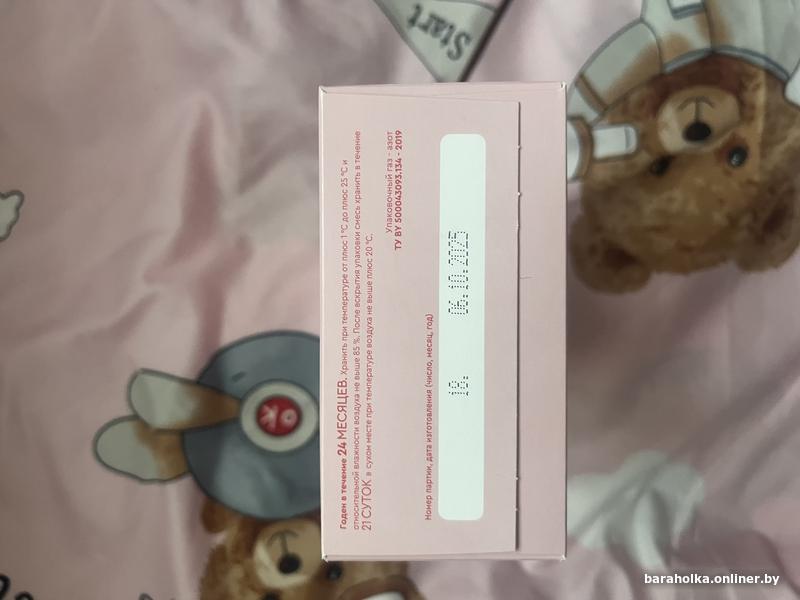 Start
Годен в течение 24 МЕСЯЦЕВ. Хранить при температуре от плюс 1 °С до плюс 25 °С и
относительной влажности воздуха не выше 85 %. После вскрытия упаковки смесь хранить в течение
21 СУТОК в сухом месте при температуре воздуха не выше плюс 20 °С.
Упаковочный газ - азот
ТУ BY 500043093.134 - 2019
Номер партии, дата изготовления (число, месяц, год)
18: 06.10.2025
OK
baraholka.onliner.by